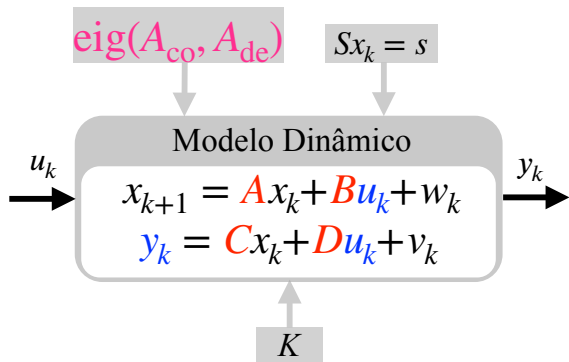 eig(A_co, A_de)
Sx_k = s
Modelo Dinâmico
u_k
y_k
x_{k+1} = Ax_k+Bu_k+w_k
y_k = Cx_k+Du_k+v_k
K